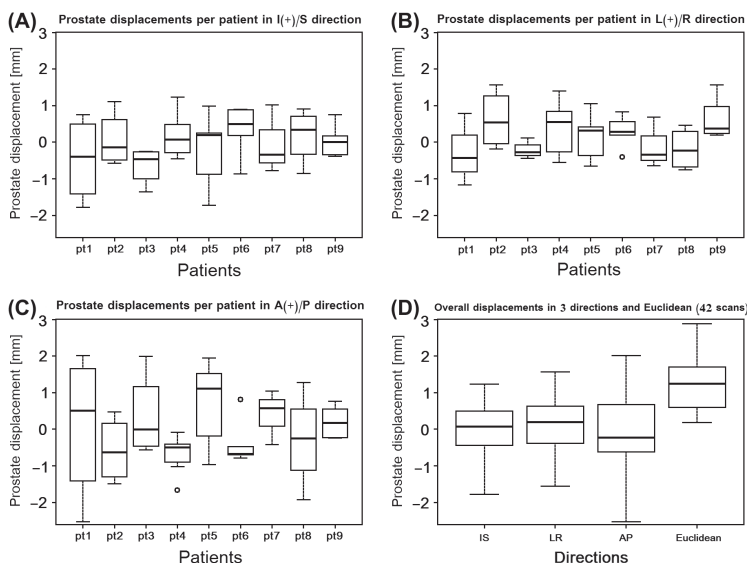 (A) Prostate displacements per patient in I(+)/S direction
Prostate displacement [mm]
3
2
1
0
−1
−2
pt1 pt2 pt3 pt4 pt5 pt6 pt7 pt8 pt9
Patients
(B) Prostate displacements per patient in L(+)/R direction
Prostate displacement [mm]
3
2
1
0
−1
−2
pt1 pt2 pt3 pt4 pt5 pt6 pt7 pt8 pt9
Patients
(C) Prostate displacements per patient in A(+)/P direction
Prostate displacement [mm]
3
2
1
0
−1
−2
pt1 pt2 pt3 pt4 pt5 pt6 pt7 pt8 pt9
Patients
(D) Overall displacements in 3 directions and Euclidean (42 scans)
Prostate displacement [mm]
3
2
1
0
−1
−2
IS LR AP Euclidean
Directions